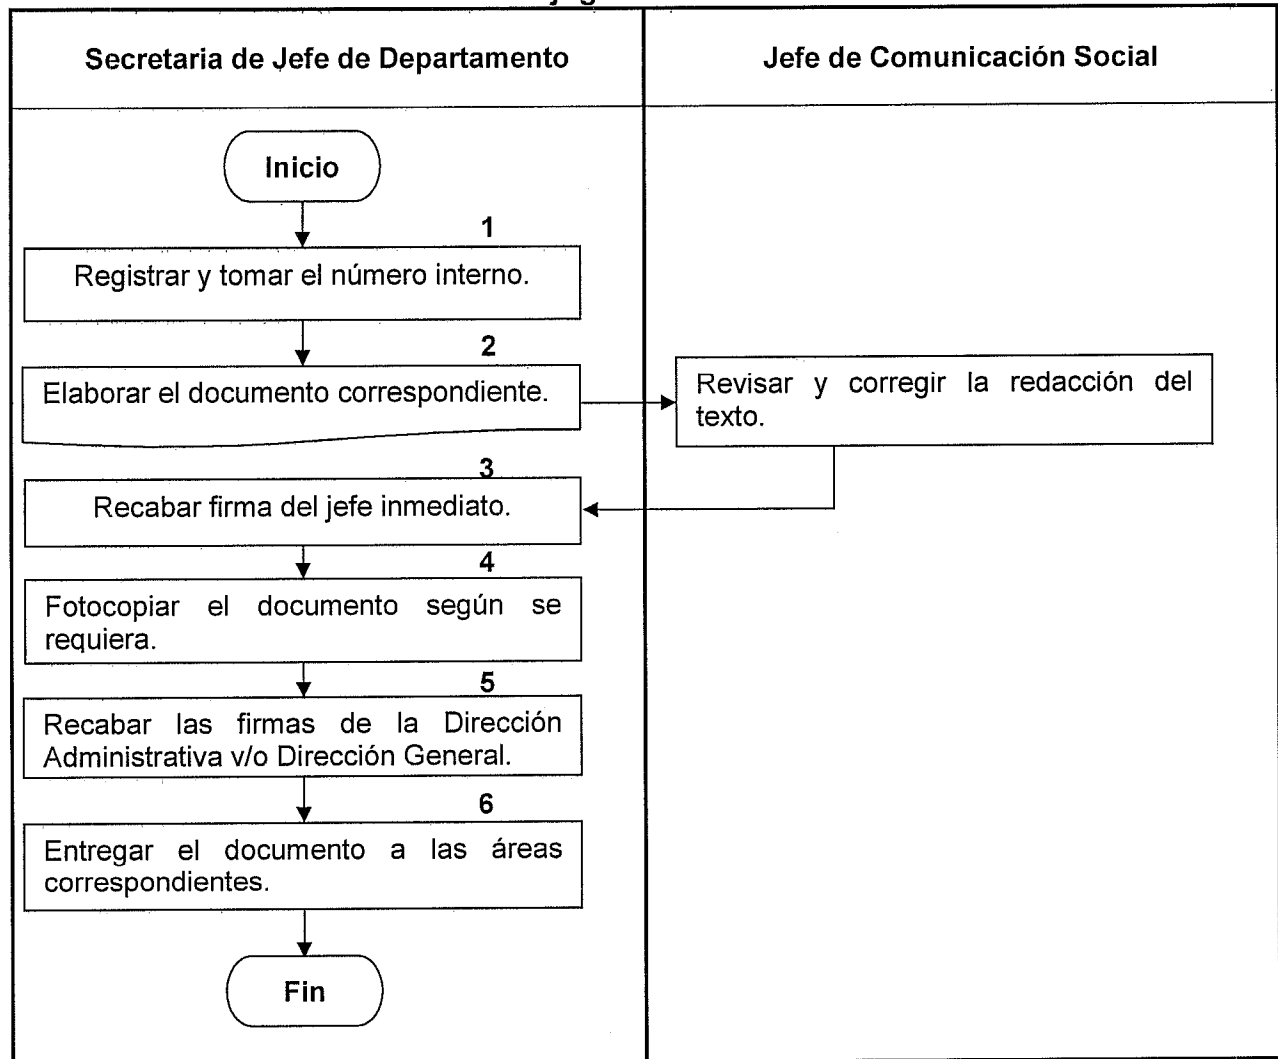 Secretaria de Jefe de Departamento
Jefe de Comunicación Social
Inicio
1
Registrar y tomar el número interno.
2
Elaborar el documento correspondiente.
Revisar y corregir la redacción del
texto.
3
Recabar firma del jefe inmediato.
4
Fotocopiar el documento según se
requiera.
5
Recabar las firmas de la Dirección
Administrativa v/o Dirección General.
6
Entregar el documento a las áreas
correspondientes.
Fin